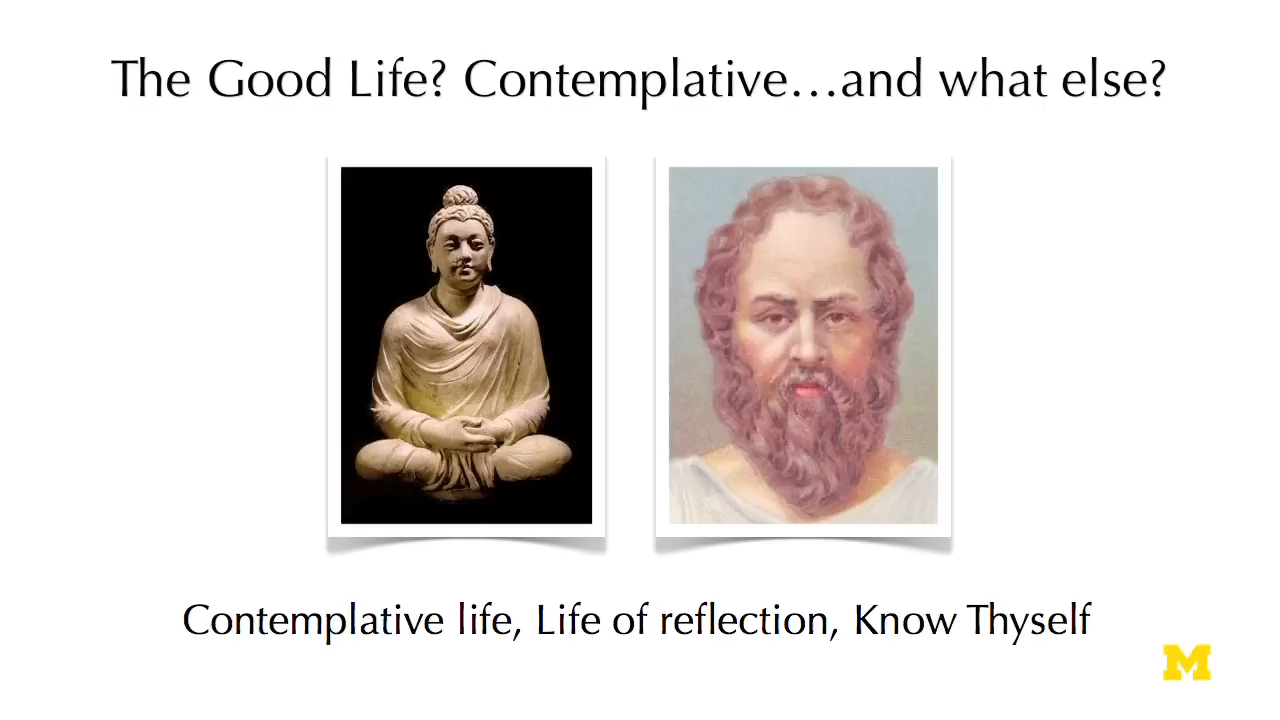 The Good Life? Contemplative…and what else?
Contemplative life, Life of reflection, Know Thyself
M